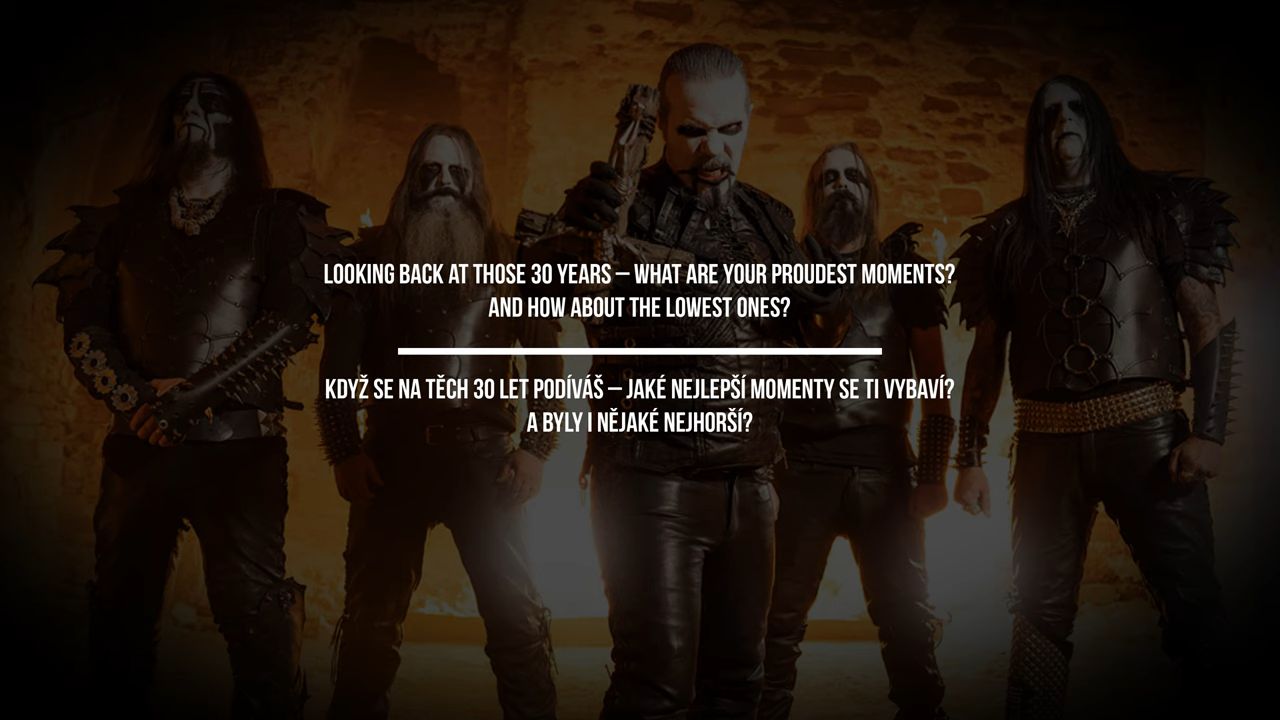 LOOKING BACK AT THOSE 30 YEARS – WHAT ARE YOUR PROUDEST MOMENTS?
AND HOW ABOUT THE LOWEST ONES?
KDYŽ SE NA TĚCH 30 LET PODÍVÁŠ – JAKÉ NEJLEPŠÍ MOMENTY SE TI VYBAVÍ?
A BYLY I NĚJAKÉ NEJHORŠÍ?